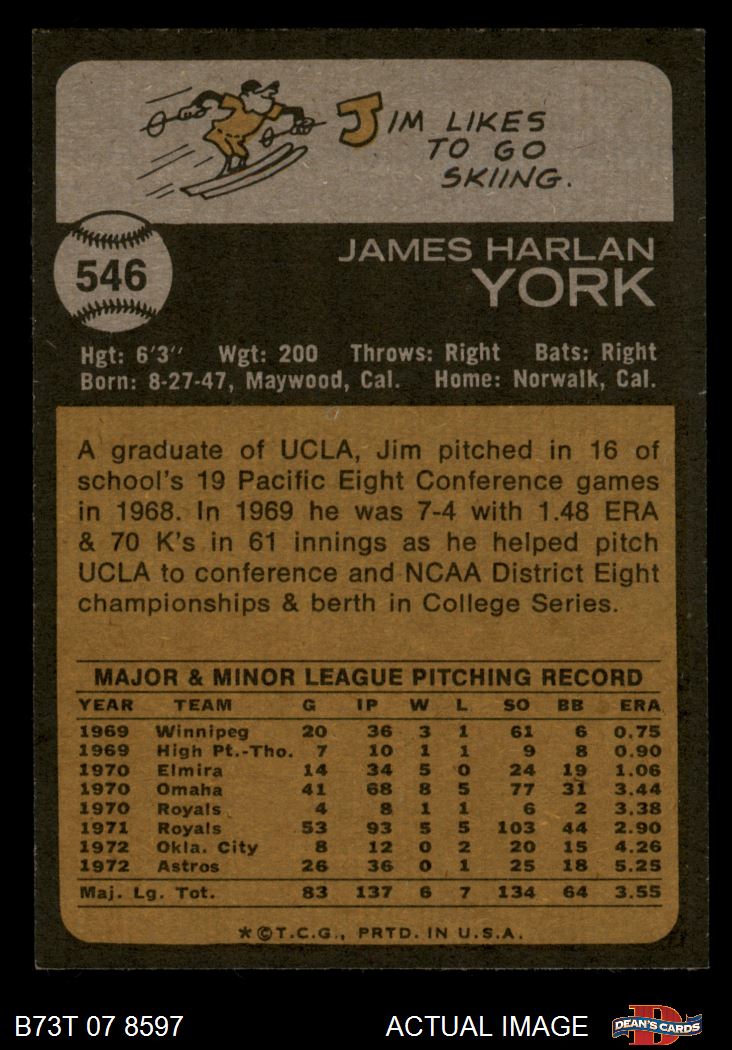 JIM LIKES
TO GO
SKIING.
546
JAMES HARLAN
YORK
Hgt: 6'3" Wgt: 200 Throws: Right Bats: Right
Born: 8-27-47, Maywood, Cal. Home: Norwalk, Cal.
A graduate of UCLA, Jim pitched in 16 of
school's 19 Pacific Eight Conference games
in 1968. In 1969 he was 7-4 with 1.48 ERA
& 70 K's in 61 innings as he helped pitch
UCLA to conference and NCAA District Eight
championships & berth in College Series.
MAJOR & MINOR LEAGUE PITCHING RECORD
YEAR TEAM G IP W L SO BB ERA
1969 Winnipeg 20 36 3 1 61 6 0.75
1969 High Pt.-Tho. 7 10 1 1 9 8 0.90
1970 Elmira 14 34 5 0 24 19 1.06
1970 Omaha 41 68 8 5 77 31 3.44
1970 Royals 4 8 1 1 6 2 3.38
1971 Royals 53 93 5 5 103 44 2.90
1972 Okla. City 8 12 0 2 20 15 4.26
1972 Astros 26 36 0 1 25 18 5.25
Maj. Lg. Tot. 83 137 6 7 134 64 3.55
*©T.C.G., PRTD. IN U.S.A.
B73T 07 8597 ACTUAL IMAGE DEAN'S CARDS